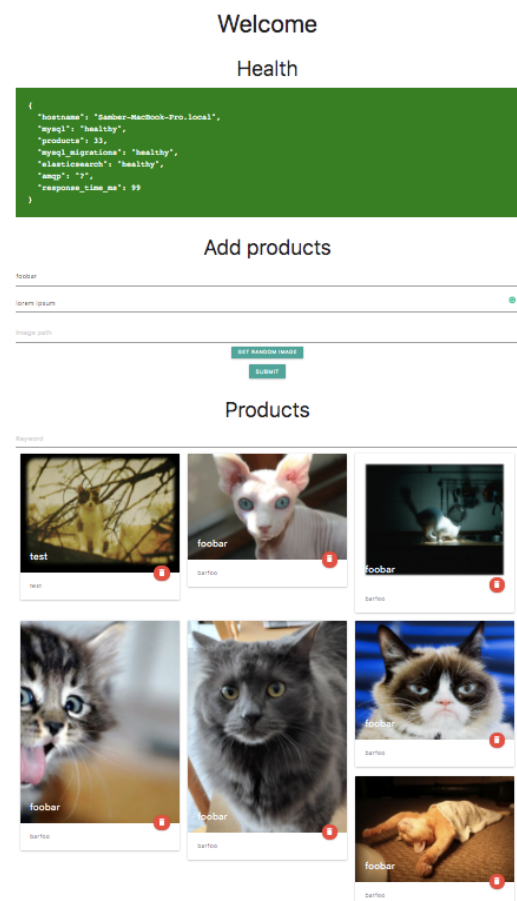 Welcome
Health
{
"hostname": "Samber-MacBook-Pro.local",
"mysql": "healthy",
"products": 33,
"mysql_migrations": "healthy",
"elasticsearch": "healthy",
"amqp": "?",
"response_time_ms": 99
}
Add products
foobar
lorem ipsum
Image path
GET RANDOM IMAGE
SUBMIT
Products
Keyword
test
test
foobar
barfoo
foobar
barfoo
foobar
barfoo
foobar
barfoo
foobar
barfoo
foobar
barfoo